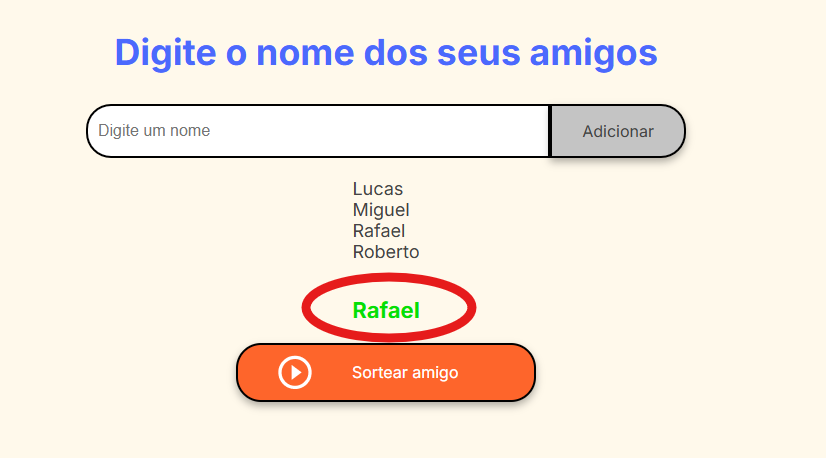 Digite o nome dos seus amigos
Digite um nome
Adicionar
Lucas
Miguel
Rafael
Roberto
Rafael
Sortear amigo